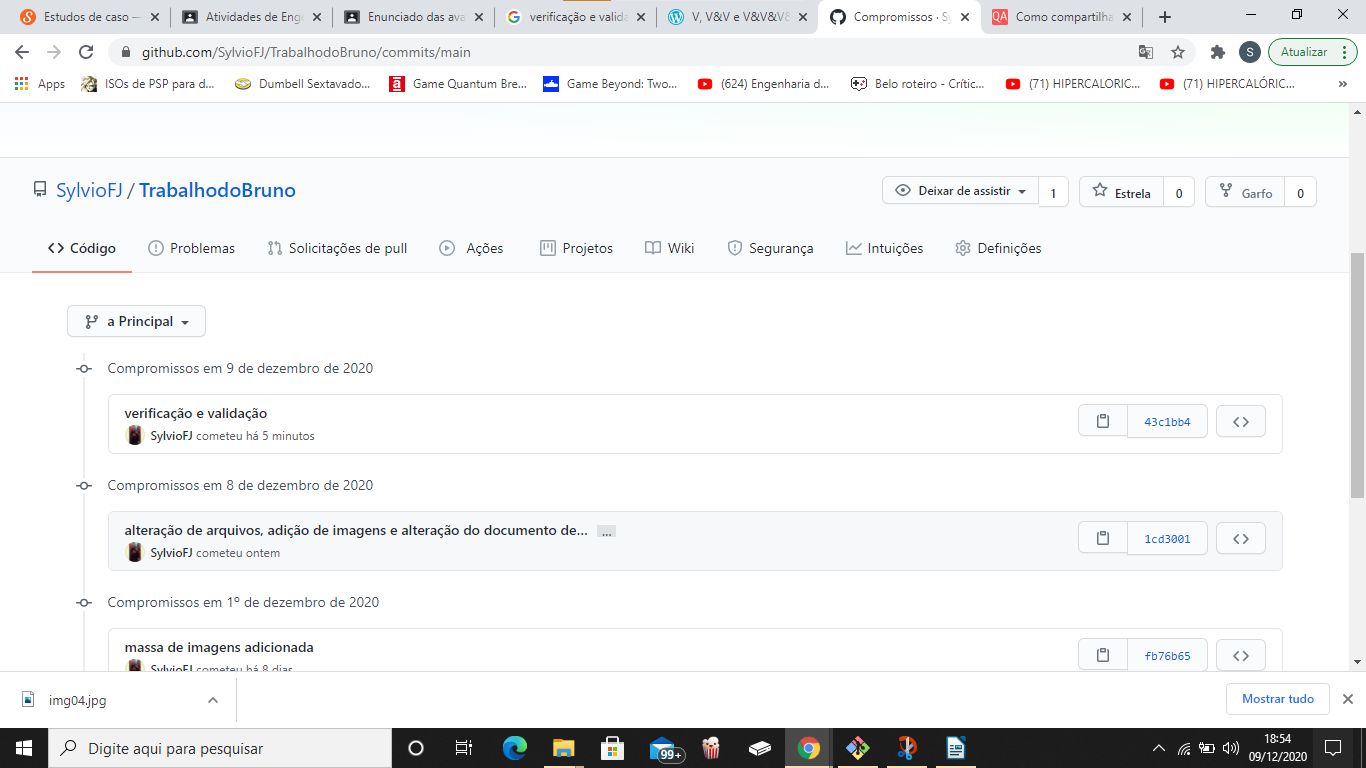 Estudos de caso —
Atividades de Enge
Enunciado das ava
verificação e valida
V, V&V e V&V&V&
Compromissos · Sy
Como compartilha
github.com/SylvioFJ/TrabalhodoBruno/commits/main
S
Atualizar
Apps
ISOs de PSP para d...
Dumbell Sextavado...
Game Quantum Bre...
Game Beyond: Two...
(624) Engenharia d...
Belo roteiro - Crític...
(71) HIPERCALORIC...
(71) HIPERCALÓRIC...
»
SylvioFJ / TrabalhodoBruno
Deixar de assistir 1
Estrela 0
Garfo 0
Código
Problemas
Solicitações de pull
Ações
Projetos
Wiki
Segurança
Intuições
Definições
a Principal
Compromissos em 9 de dezembro de 2020
verificação e validação
43c1bb4
SylvioFJ cometeu há 5 minutos
Compromissos em 8 de dezembro de 2020
alteração de arquivos, adição de imagens e alteração do documento de... ...
1cd3001
SylvioFJ cometeu ontem
Compromissos em 1º de dezembro de 2020
massa de imagens adicionada
fb76b65
SylvioFJ cometeu há 8 dias
img04.jpg
Mostrar tudo
Digite aqui para pesquisar
99+
18:54
09/12/2020